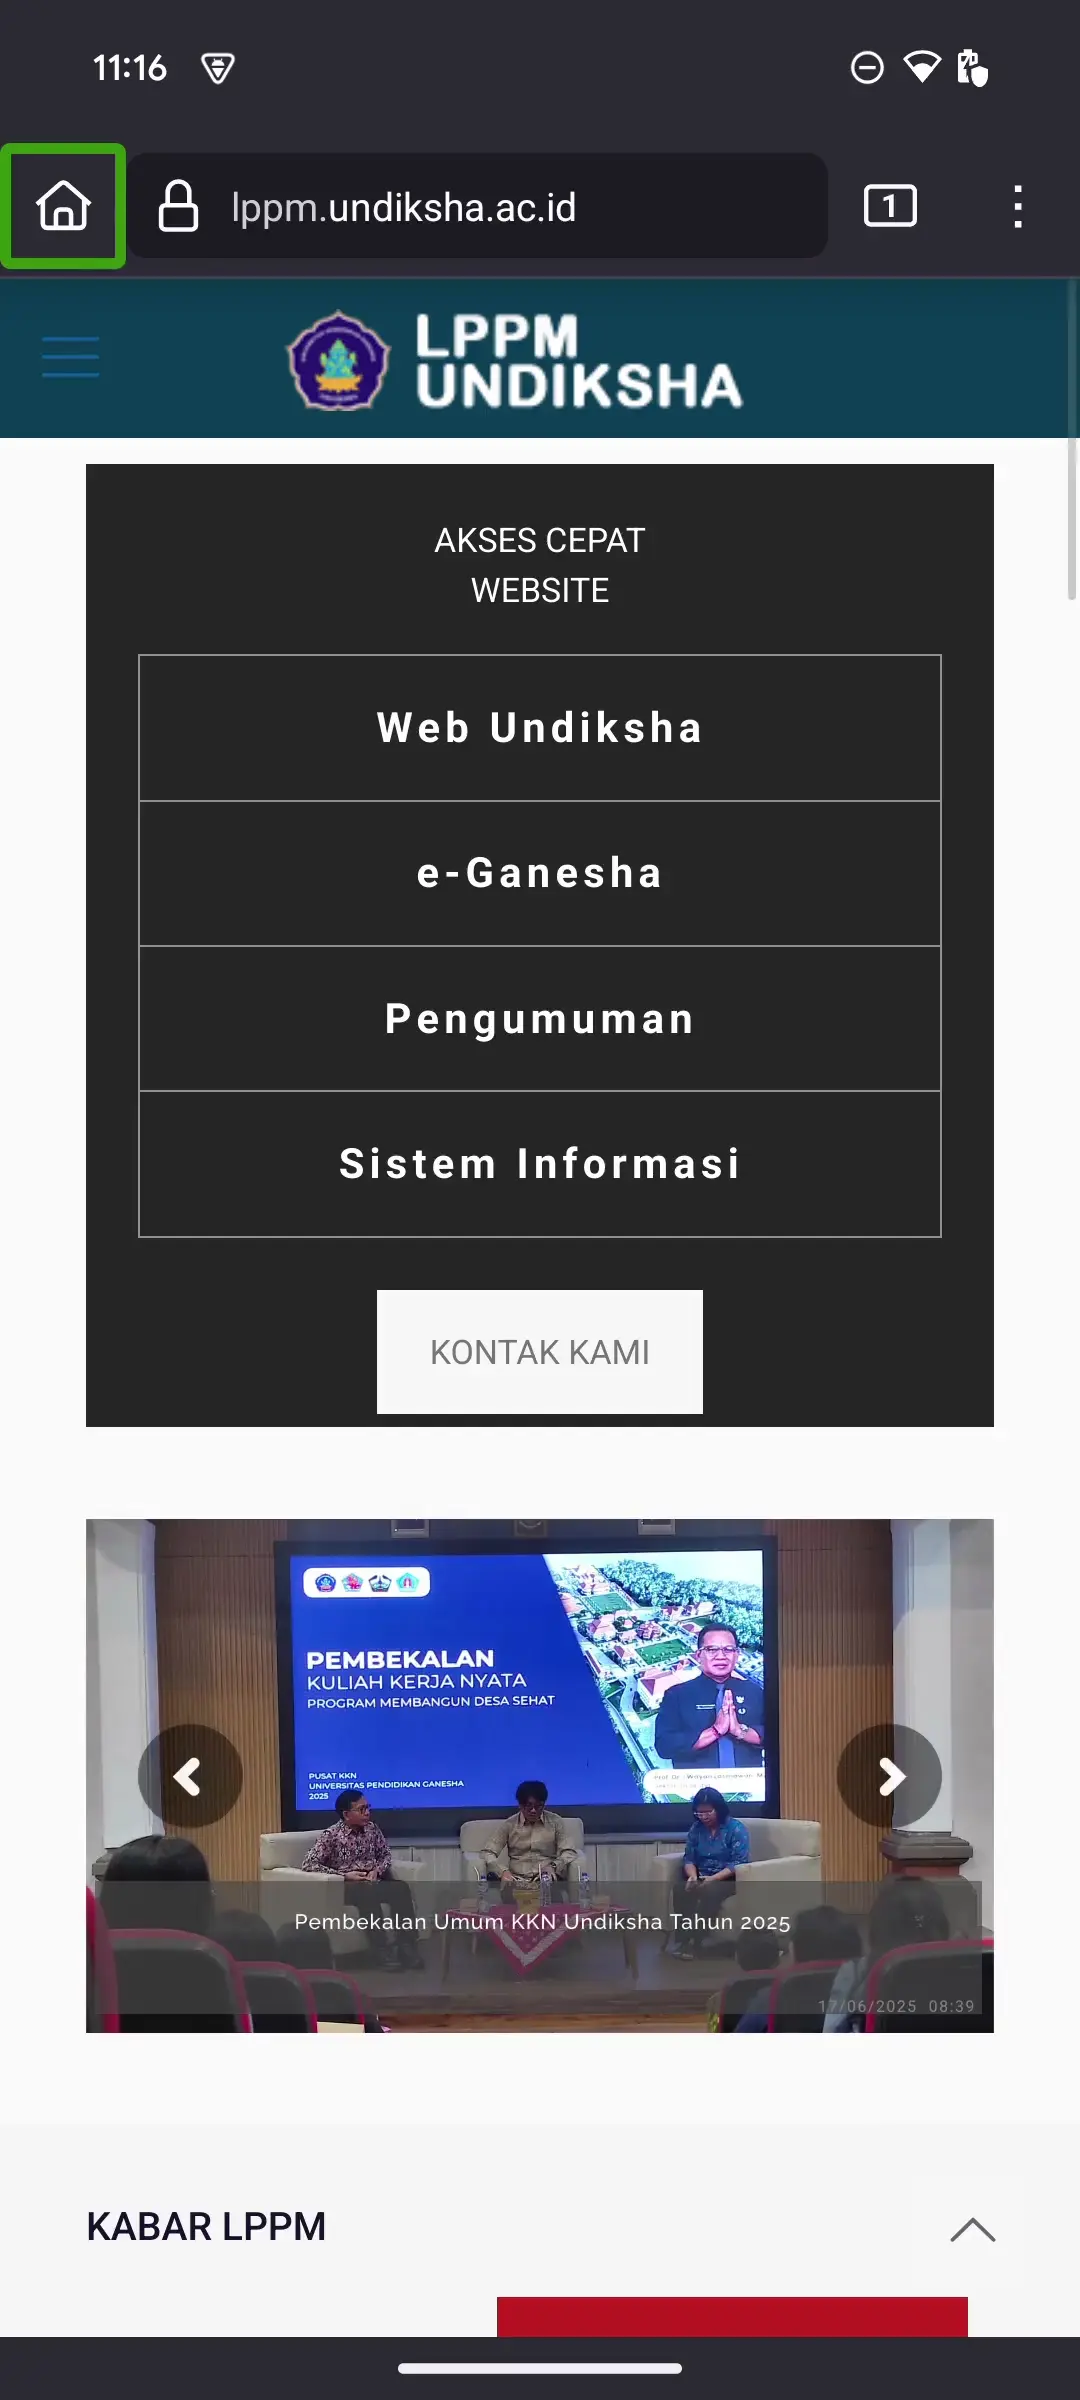 11:16
lppm.undiksha.ac.id
1
LPPM
UNDIKSHA
AKSES CEPAT
WEBSITE
Web Undiksha
e-Ganesha
Pengumuman
Sistem Informasi
KONTAK KAMI
PEMBEKALAN
KULIAH KERJA NYATA
PROGRAM MEMBANGUN DESA SEHAT
PUSAT KKN
UNIVERSITAS PENDIDIKAN GANESHA
2025
Pembekalan Umum KKN Undiksha Tahun 2025
17/06/2025 08:39
KABAR LPPM